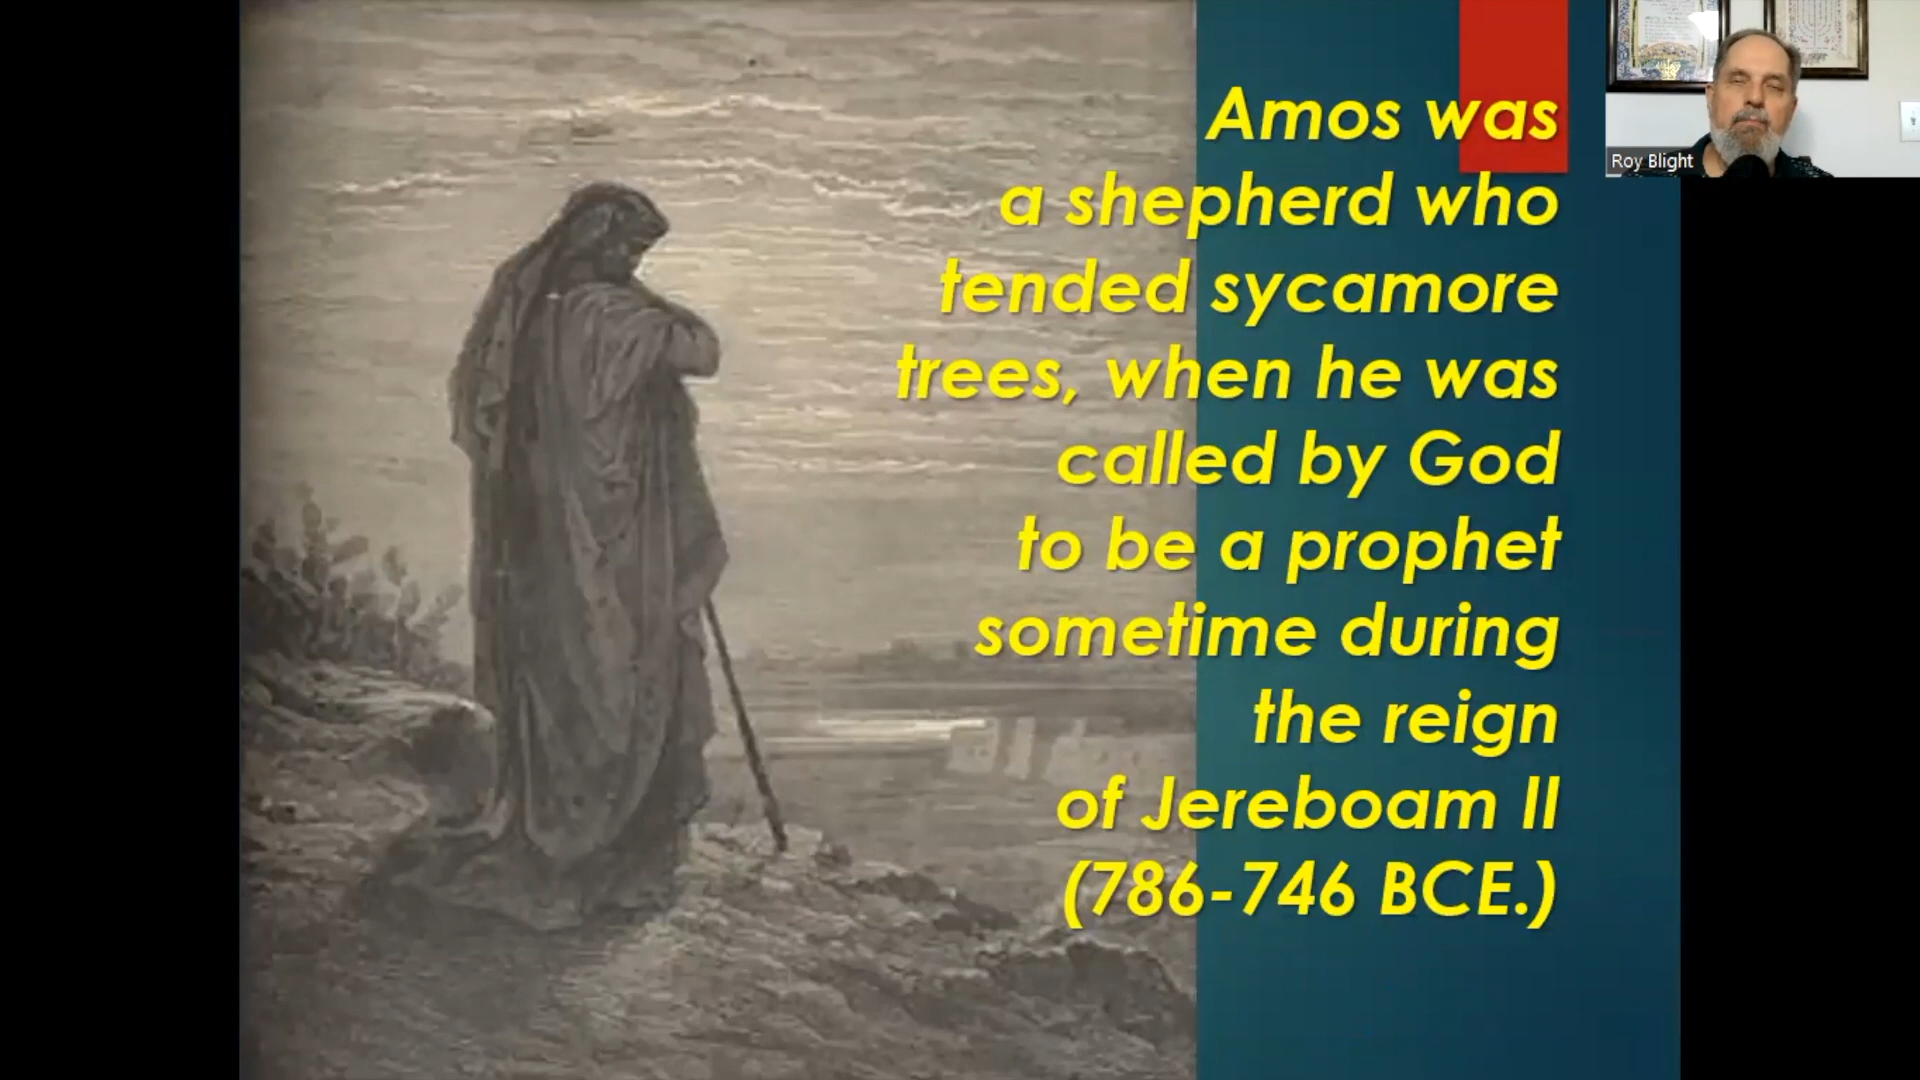 Amos was
a shepherd who
tended sycamore
trees, when he was
called by God
to be a prophet
sometime during
the reign
of Jereboam II
(786-746 BCE.)
Roy Blight